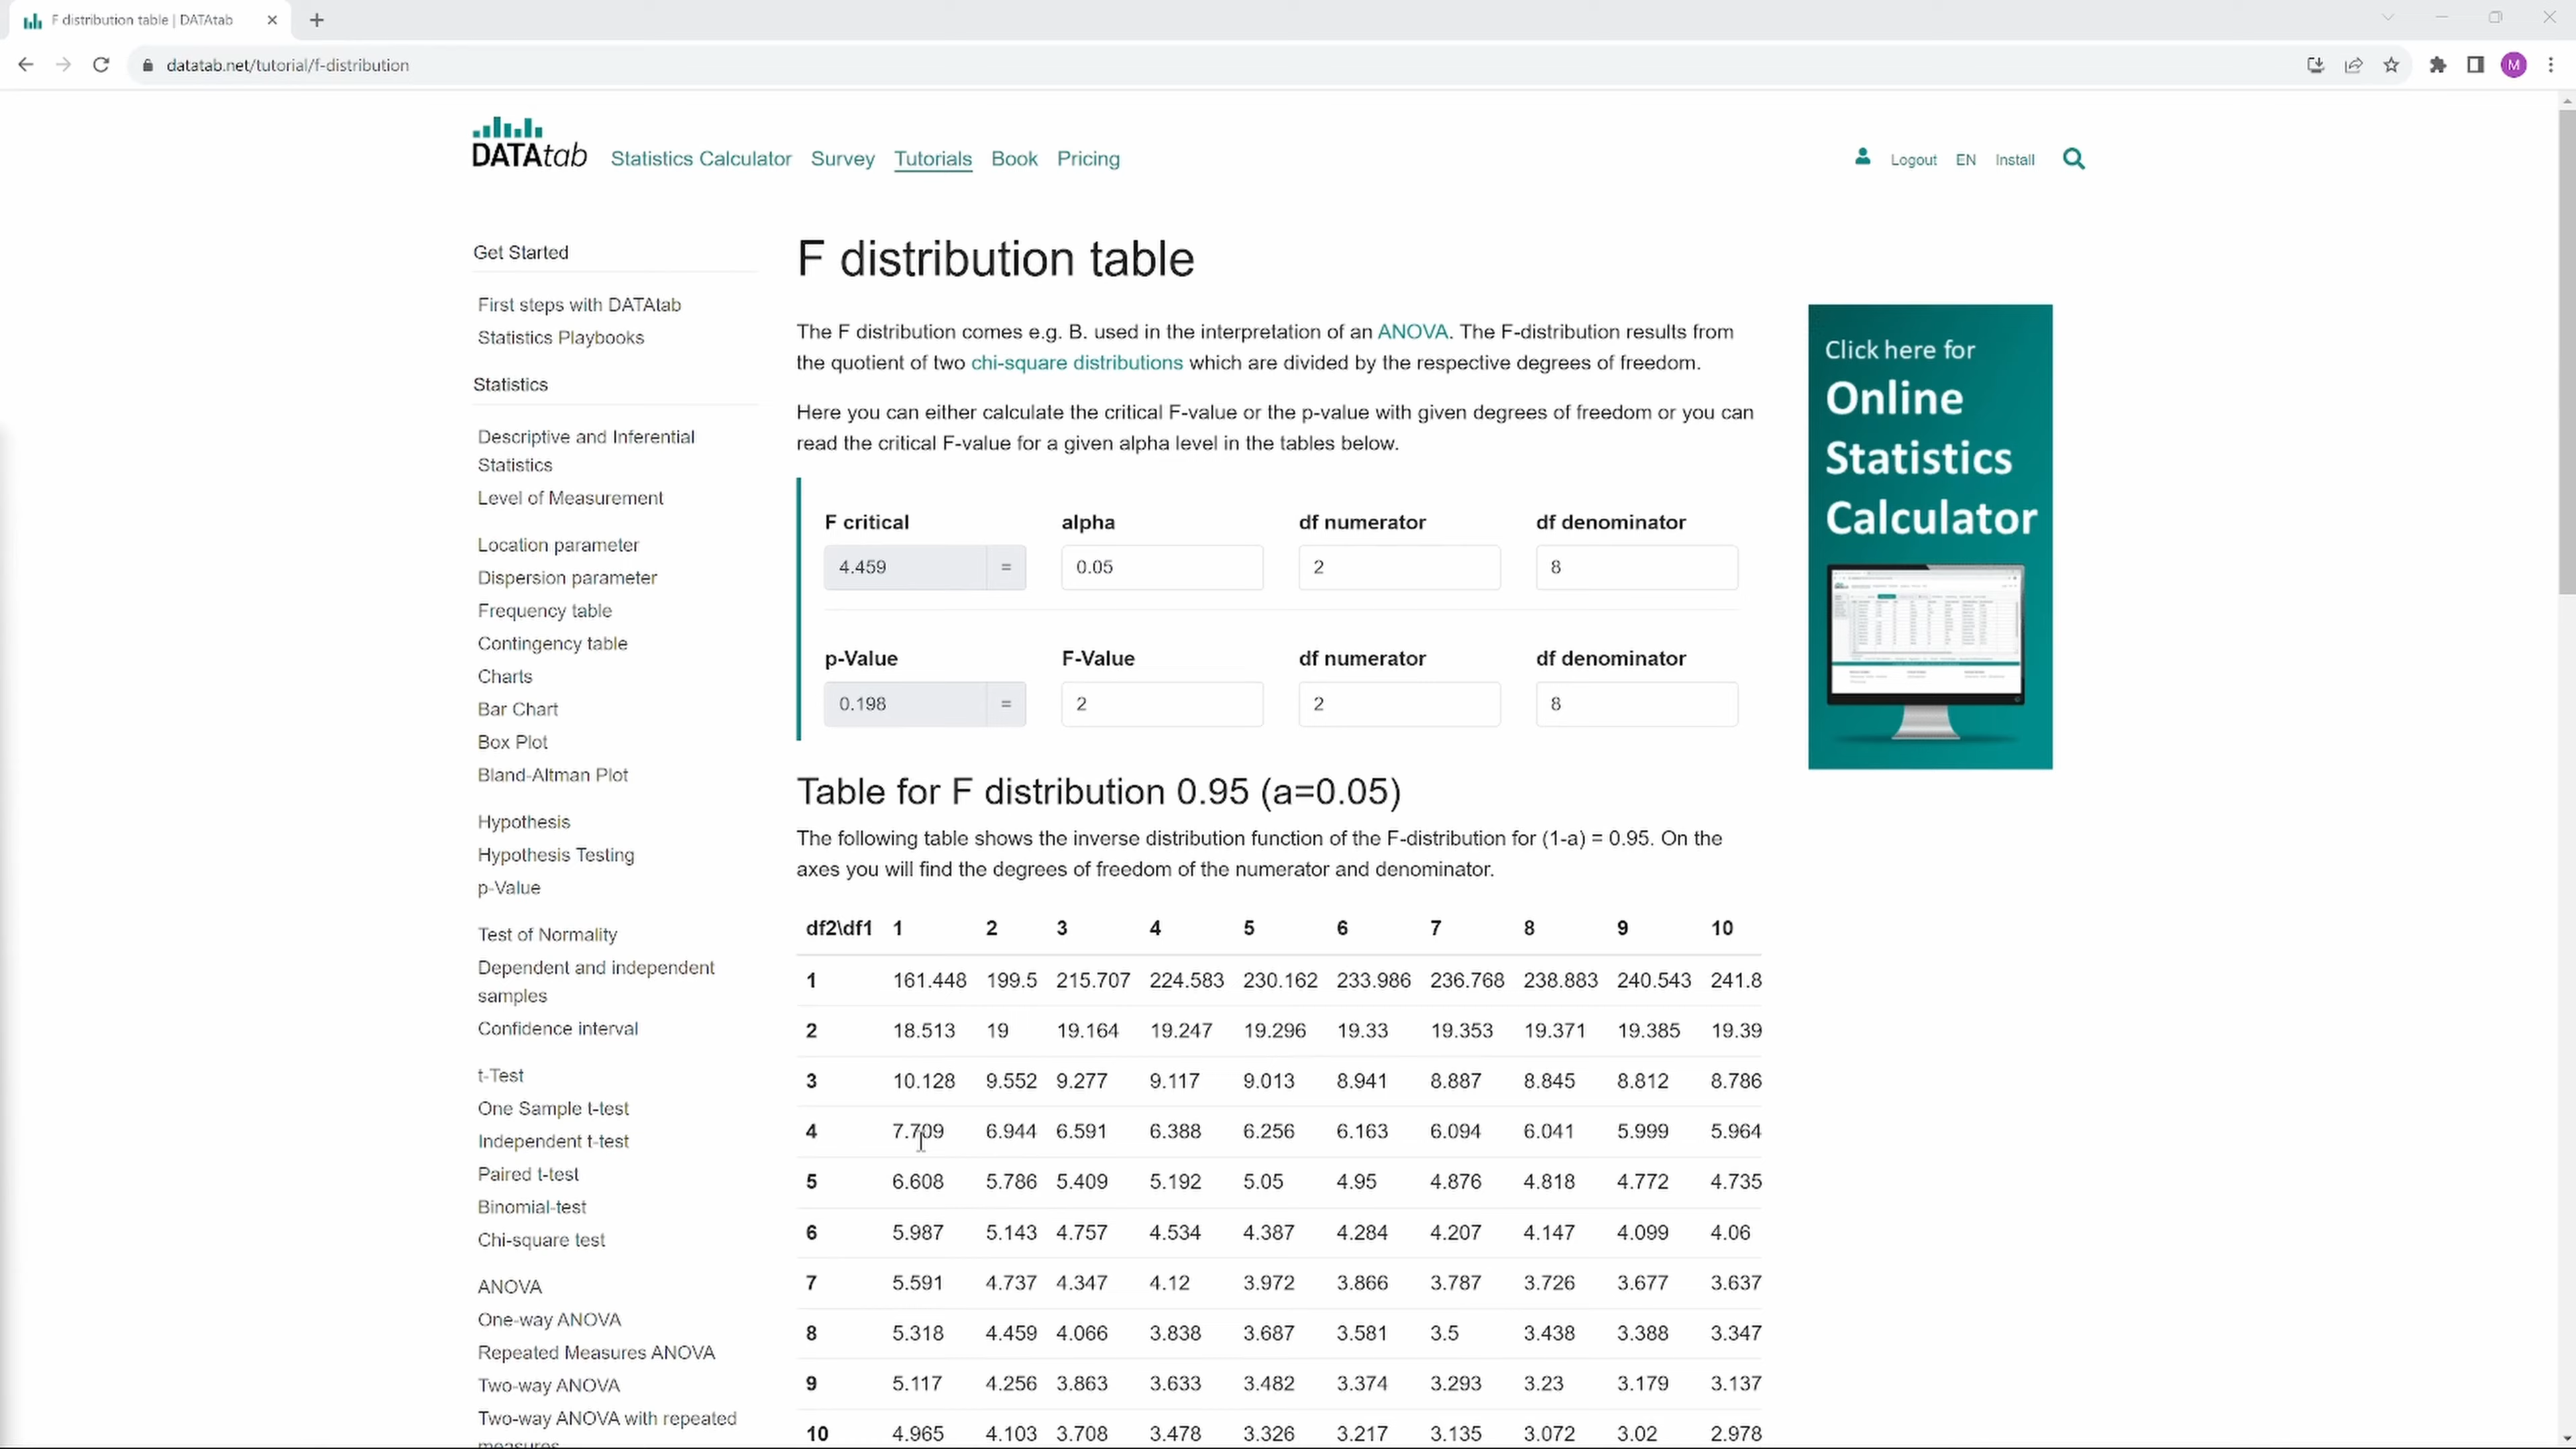 F distribution table | DATAtab
datatab.net/tutorial/f-distribution
M
DATAtab
Statistics Calculator Survey Tutorials Book Pricing
Logout EN Install
Get Started
First steps with DATAtab
Statistics Playbooks
Statistics
Descriptive and Inferential
Statistics
Level of Measurement
Location parameter
Dispersion parameter
Frequency table
Contingency table
Charts
Bar Chart
Box Plot
Bland-Altman Plot
Hypothesis
Hypothesis Testing
p-Value
Test of Normality
Dependent and independent
samples
Confidence interval
t-Test
One Sample t-test
Independent t-test
Paired t-test
Binomial-test
Chi-square test
ANOVA
One-way ANOVA
Repeated Measures ANOVA
Two-way ANOVA
Two-way ANOVA with repeated
measures
F distribution table
The F distribution comes e.g. B. used in the interpretation of an ANOVA. The F-distribution results from
the quotient of two chi-square distributions which are divided by the respective degrees of freedom.
Here you can either calculate the critical F-value or the p-value with given degrees of freedom or you can
read the critical F-value for a given alpha level in the tables below.
F critical alpha df numerator df denominator
4.459 = 0.05 2 8
p-Value F-Value df numerator df denominator
0.198 = 2 2 8
Table for F distribution 0.95 (a=0.05)
The following table shows the inverse distribution function of the F-distribution for (1-a) = 0.95. On the
axes you will find the degrees of freedom of the numerator and denominator.
df2\df1 1 2 3 4 5 6 7 8 9 10
1 161.448 199.5 215.707 224.583 230.162 233.986 236.768 238.883 240.543 241.8
2 18.513 19 19.164 19.247 19.296 19.33 19.353 19.371 19.385 19.39
3 10.128 9.552 9.277 9.117 9.013 8.941 8.887 8.845 8.812 8.786
4 7.709 6.944 6.591 6.388 6.256 6.163 6.094 6.041 5.999 5.964
5 6.608 5.786 5.409 5.192 5.05 4.95 4.876 4.818 4.772 4.735
6 5.987 5.143 4.757 4.534 4.387 4.284 4.207 4.147 4.099 4.06
7 5.591 4.737 4.347 4.12 3.972 3.866 3.787 3.726 3.677 3.637
8 5.318 4.459 4.066 3.838 3.687 3.581 3.5 3.438 3.388 3.347
9 5.117 4.256 3.863 3.633 3.482 3.374 3.293 3.23 3.179 3.137
10 4.965 4.103 3.708 3.478 3.326 3.217 3.135 3.072 3.02 2.978
Click here for
Online
Statistics
Calculator